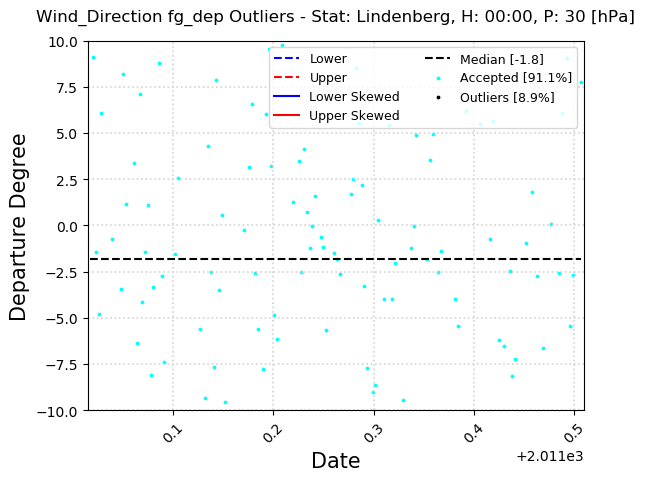 Wind_Direction fg_dep Outliers - Stat: Lindenberg, H: 00:00, P: 30 [hPa]
Lower
Upper
Lower Skewed
Upper Skewed
Median [-1.8]
Accepted [91.1%]
Outliers [8.9%]
Departure Degree
10.0
7.5
5.0
2.5
0.0
−2.5
−5.0
−7.5
−10.0
0.1
0.2
0.3
0.4
0.5
+2.011e3
Date